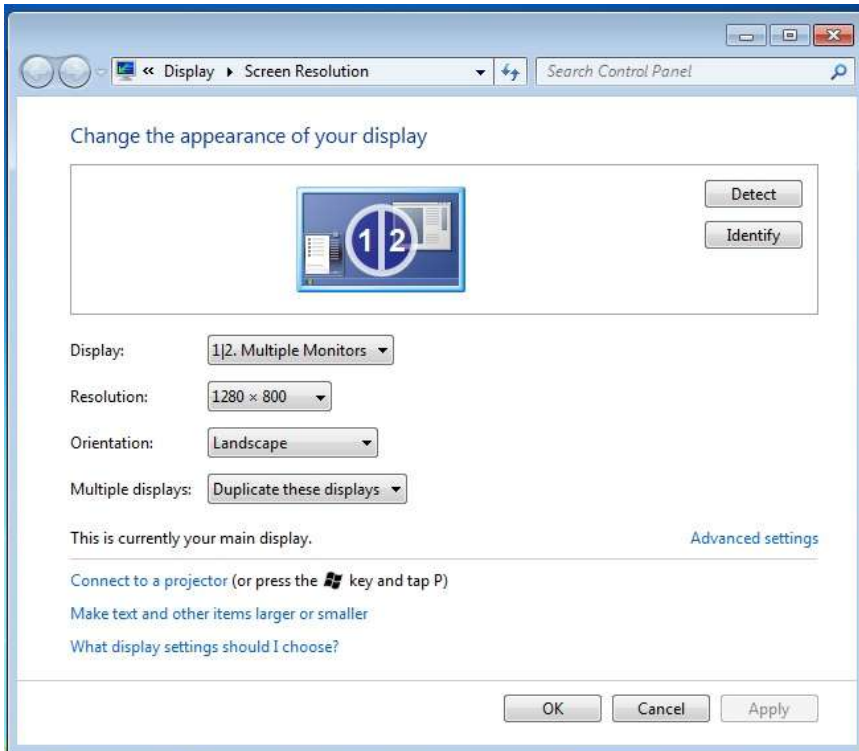 « Display ▸ Screen Resolution
Search Control Panel
Change the appearance of your display
1 2
Detect
Identify
Display: 1|2. Multiple Monitors
Resolution: 1280 × 800
Orientation: Landscape
Multiple displays: Duplicate these displays
This is currently your main display. Advanced settings
Connect to a projector (or press the key and tap P)
Make text and other items larger or smaller
What display settings should I choose?
OK Cancel Apply